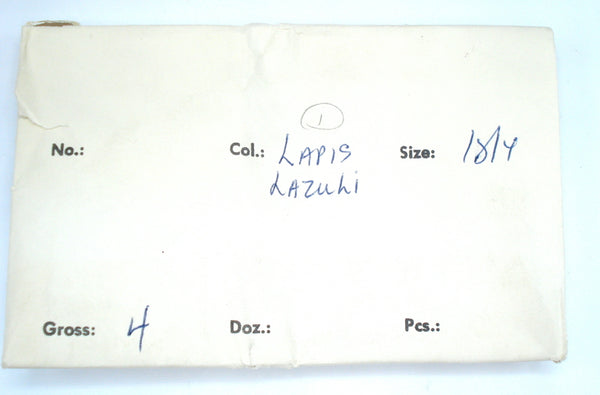 1
No.: Col.: LAPIS Size: 18/4
LAZULI
Gross: 4 Doz.: Pcs.: